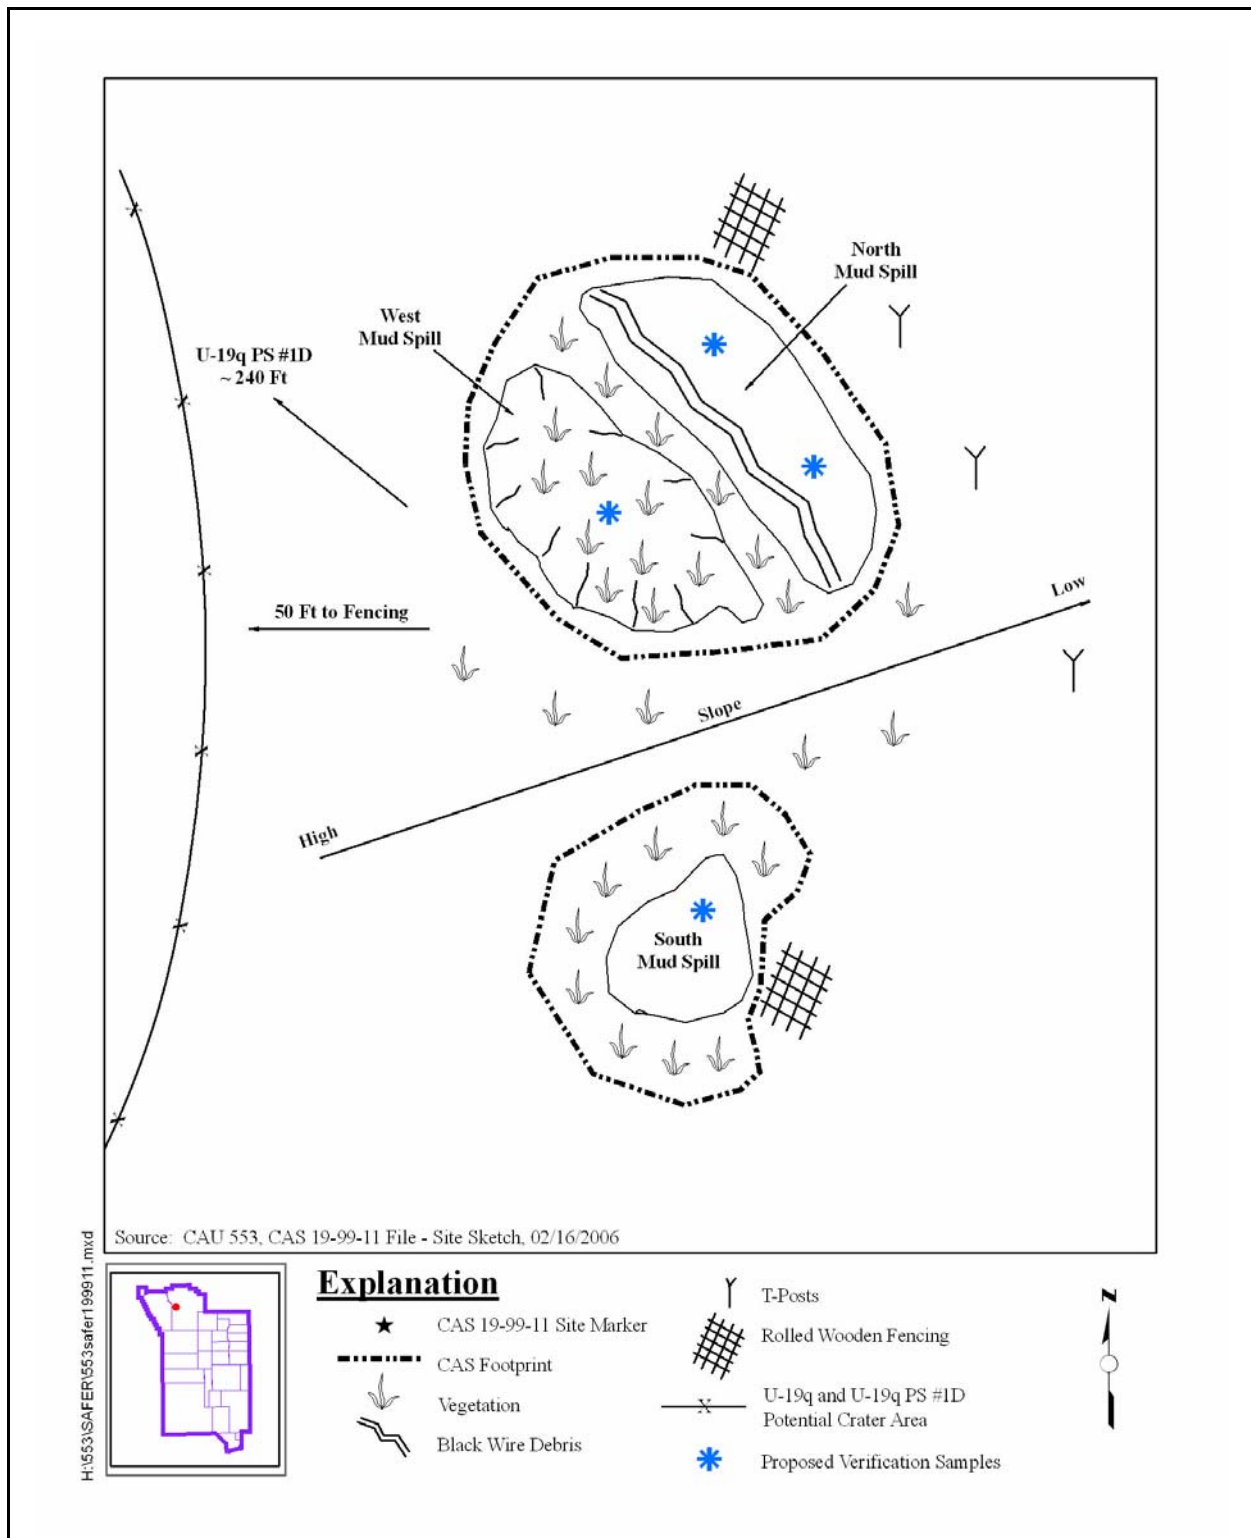 North
Mud Spill
West
Mud Spill
U-19q PS #1D
~ 240 Ft
Low
50 Ft to Fencing
Slope
High
South
Mud Spill
Source: CAU 553, CAS 19-99-11 File - Site Sketch, 02/16/2006
H:\553\SAFER\553safer199911.mxd
Explanation
CAS 19-99-11 Site Marker
CAS Footprint
Vegetation
Black Wire Debris
T-Posts
Rolled Wooden Fencing
X
U-19q and U-19q PS #1D
Potential Crater Area
Proposed Verification Samples
N